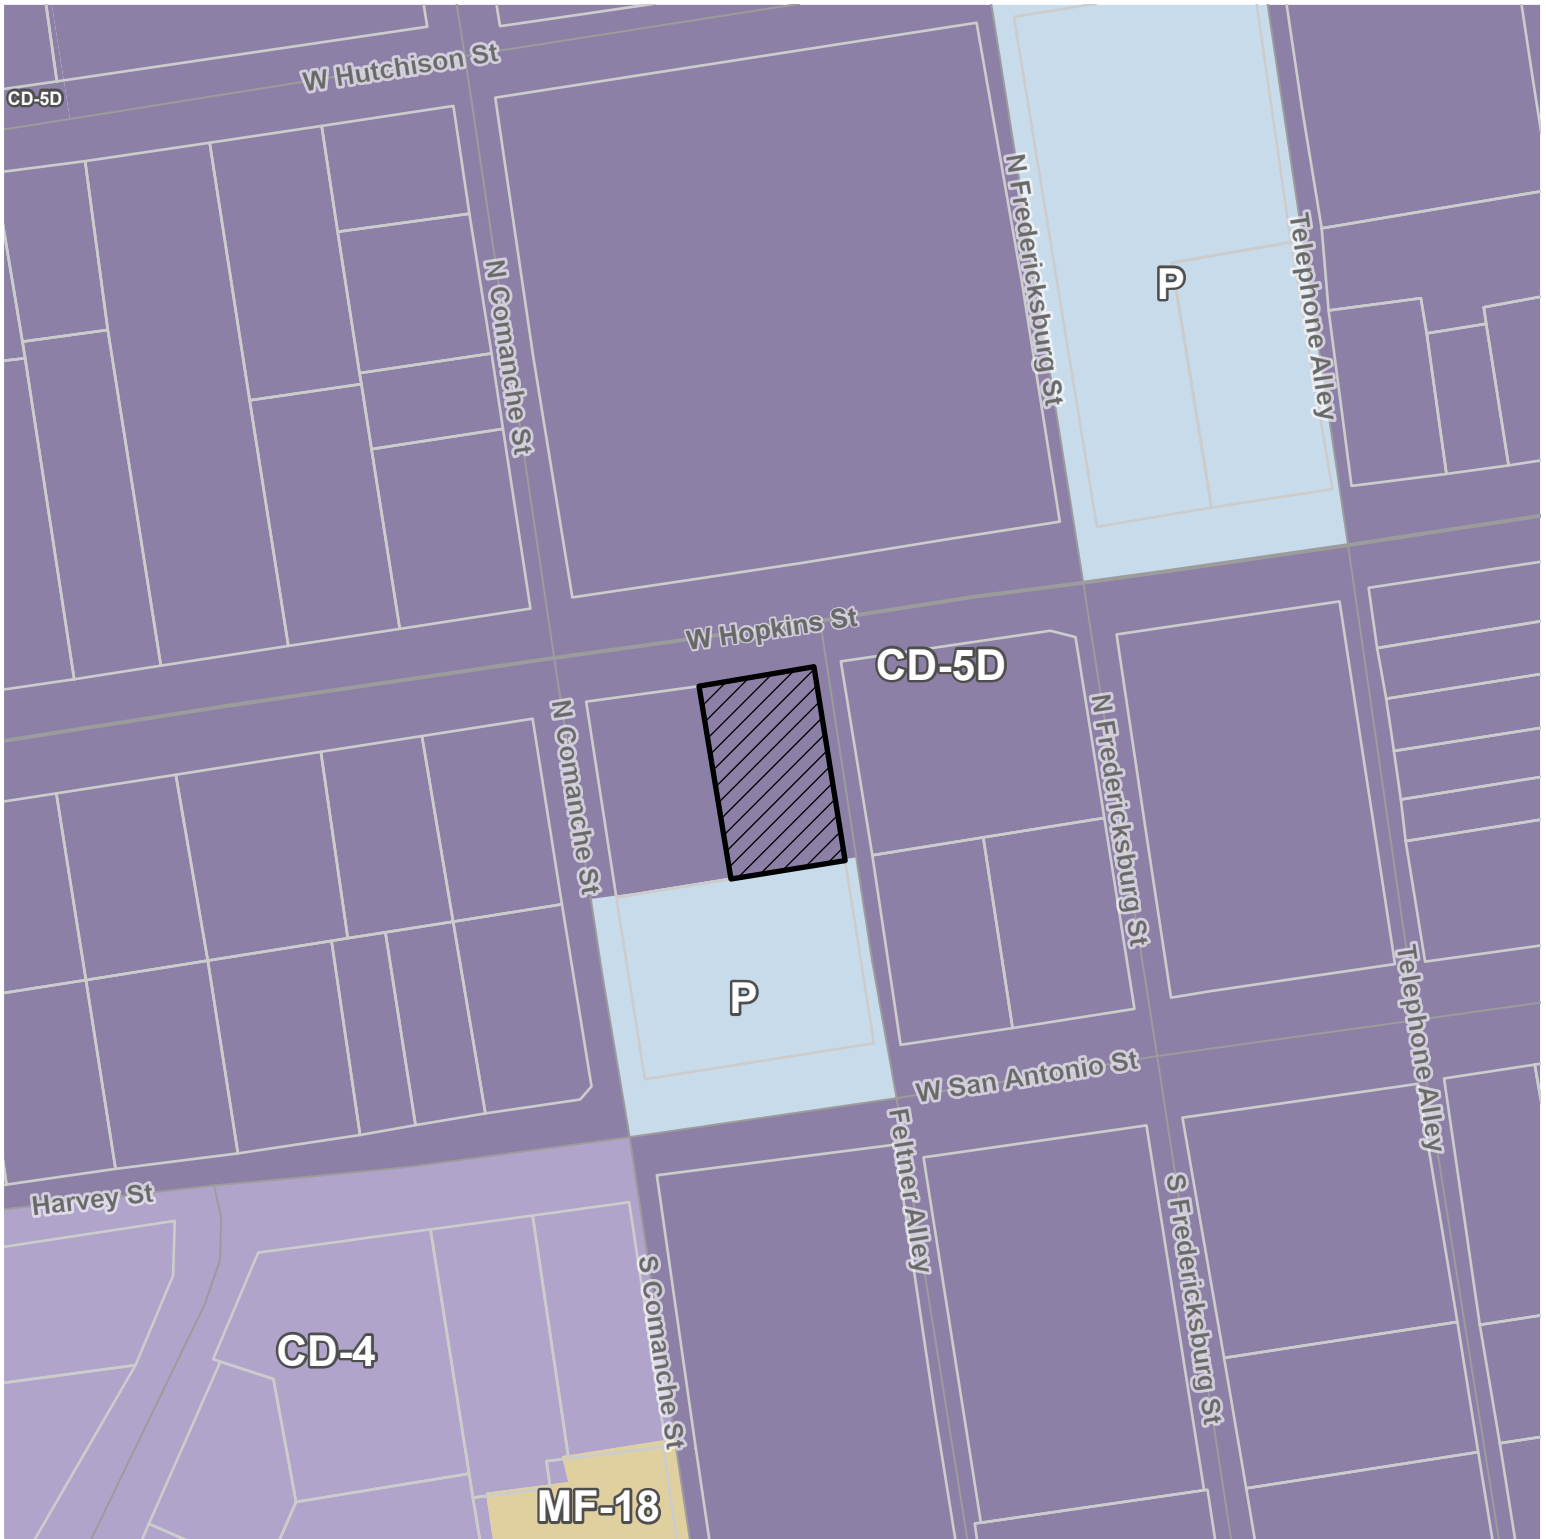 W Hutchison St
CD-5D
N Fredericksburg St
Telephone Alley
P
N Comanche St
W Hopkins St
CD-5D
N Comanche St
N Fredericksburg St
Telephone Alley
P
W San Antonio St
Feltner Alley
Harvey St
S Fredericksburg St
S Comanche St
CD-4
MF-18